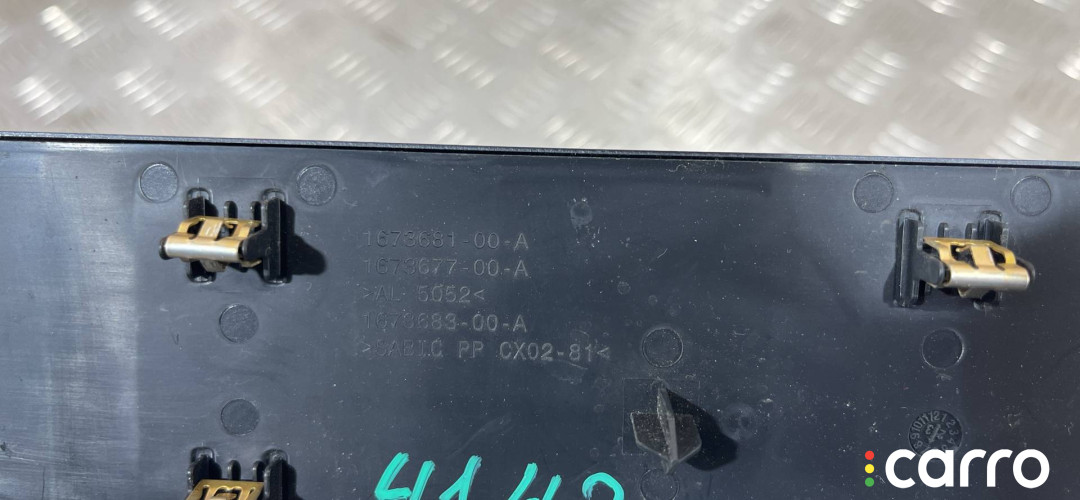 1673681-00-A
1673677-00-A
>AL 5052<
1673683-00-A
>SABIC PP CX02-81<
carro